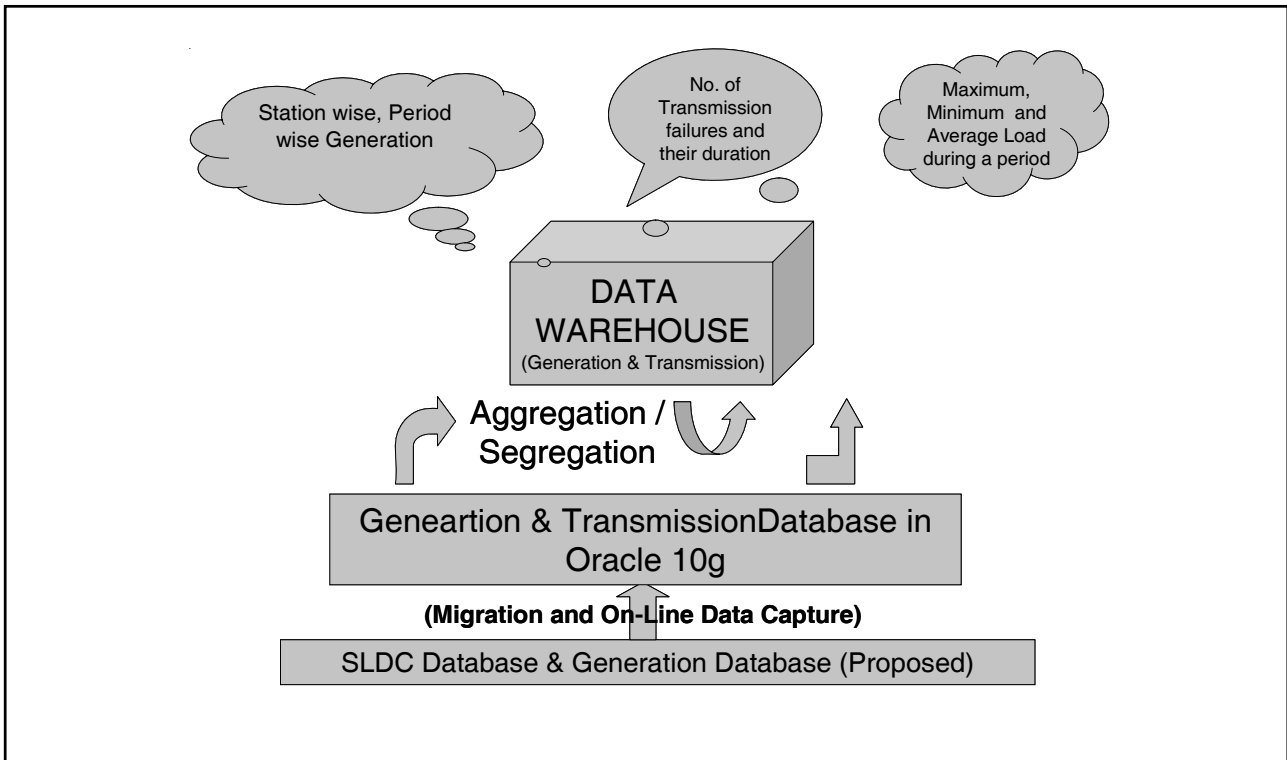 Station wise, Period
wise Generation
No. of
Transmission
failures and
their duration
Maximum,
Minimum and
Average Load
during a period
DATA
WAREHOUSE
(Generation & Transmission)
Aggregation /
Segregation
Geneartion & TransmissionDatabase in
Oracle 10g
(Migration and On-Line Data Capture)
SLDC Database & Generation Database (Proposed)